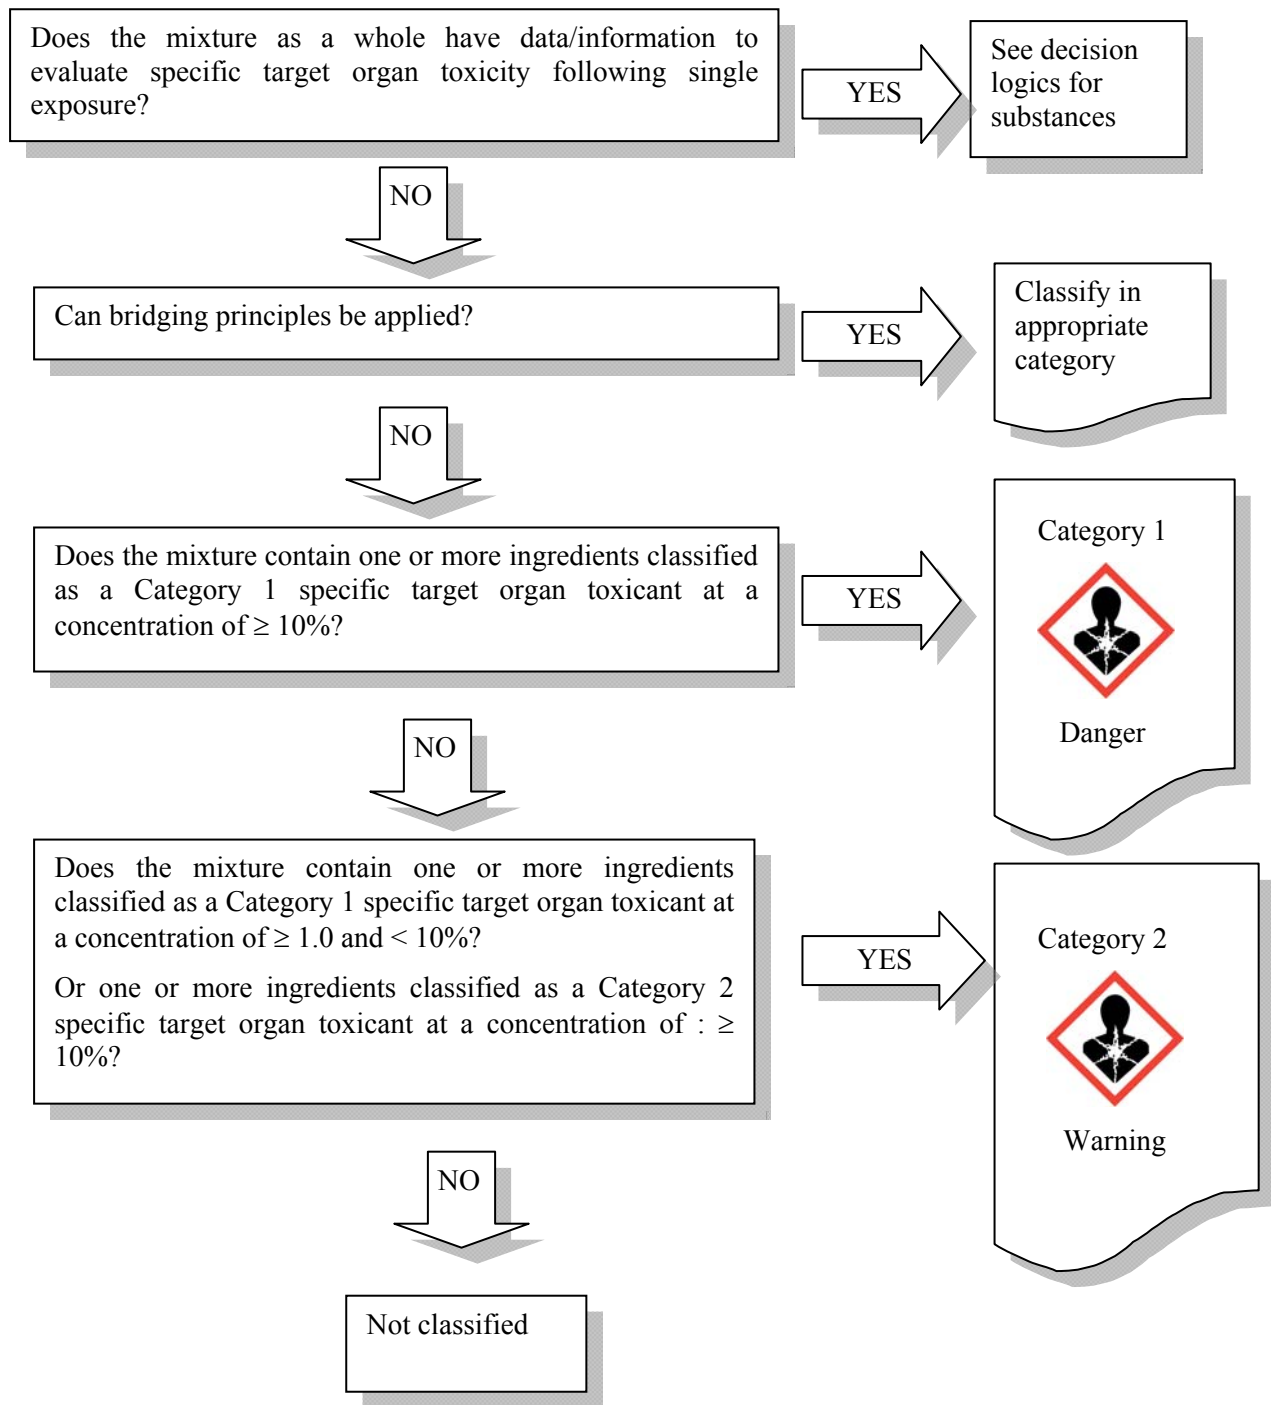 Does the mixture as a whole have data/information to
evaluate specific target organ toxicity following single
exposure?
YES
See decision
logics for
substances
NO
Can bridging principles be applied?
YES
Classify in
appropriate
category
NO
Does the mixture contain one or more ingredients classified
as a Category 1 specific target organ toxicant at a
concentration of ≥ 10%?
YES
Category 1
Danger
NO
Does the mixture contain one or more ingredients
classified as a Category 1 specific target organ toxicant at
a concentration of ≥ 1.0 and < 10%?
Or one or more ingredients classified as a Category 2
specific target organ toxicant at a concentration of : ≥
10%?
YES
Category 2
Warning
NO
Not classified